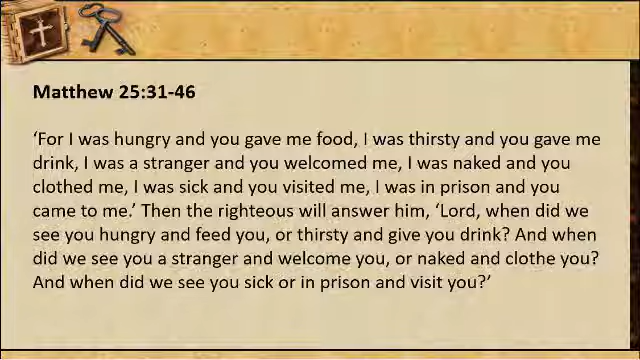 Matthew 25:31-46
‘For I was hungry and you gave me food, I was thirsty and you gave me
drink, I was a stranger and you welcomed me, I was naked and you
clothed me, I was sick and you visited me, I was in prison and you
came to me.’ Then the righteous will answer him, ‘Lord, when did we
see you hungry and feed you, or thirsty and give you drink? And when
did we see you a stranger and welcome you, or naked and clothe you?
And when did we see you sick or in prison and visit you?’